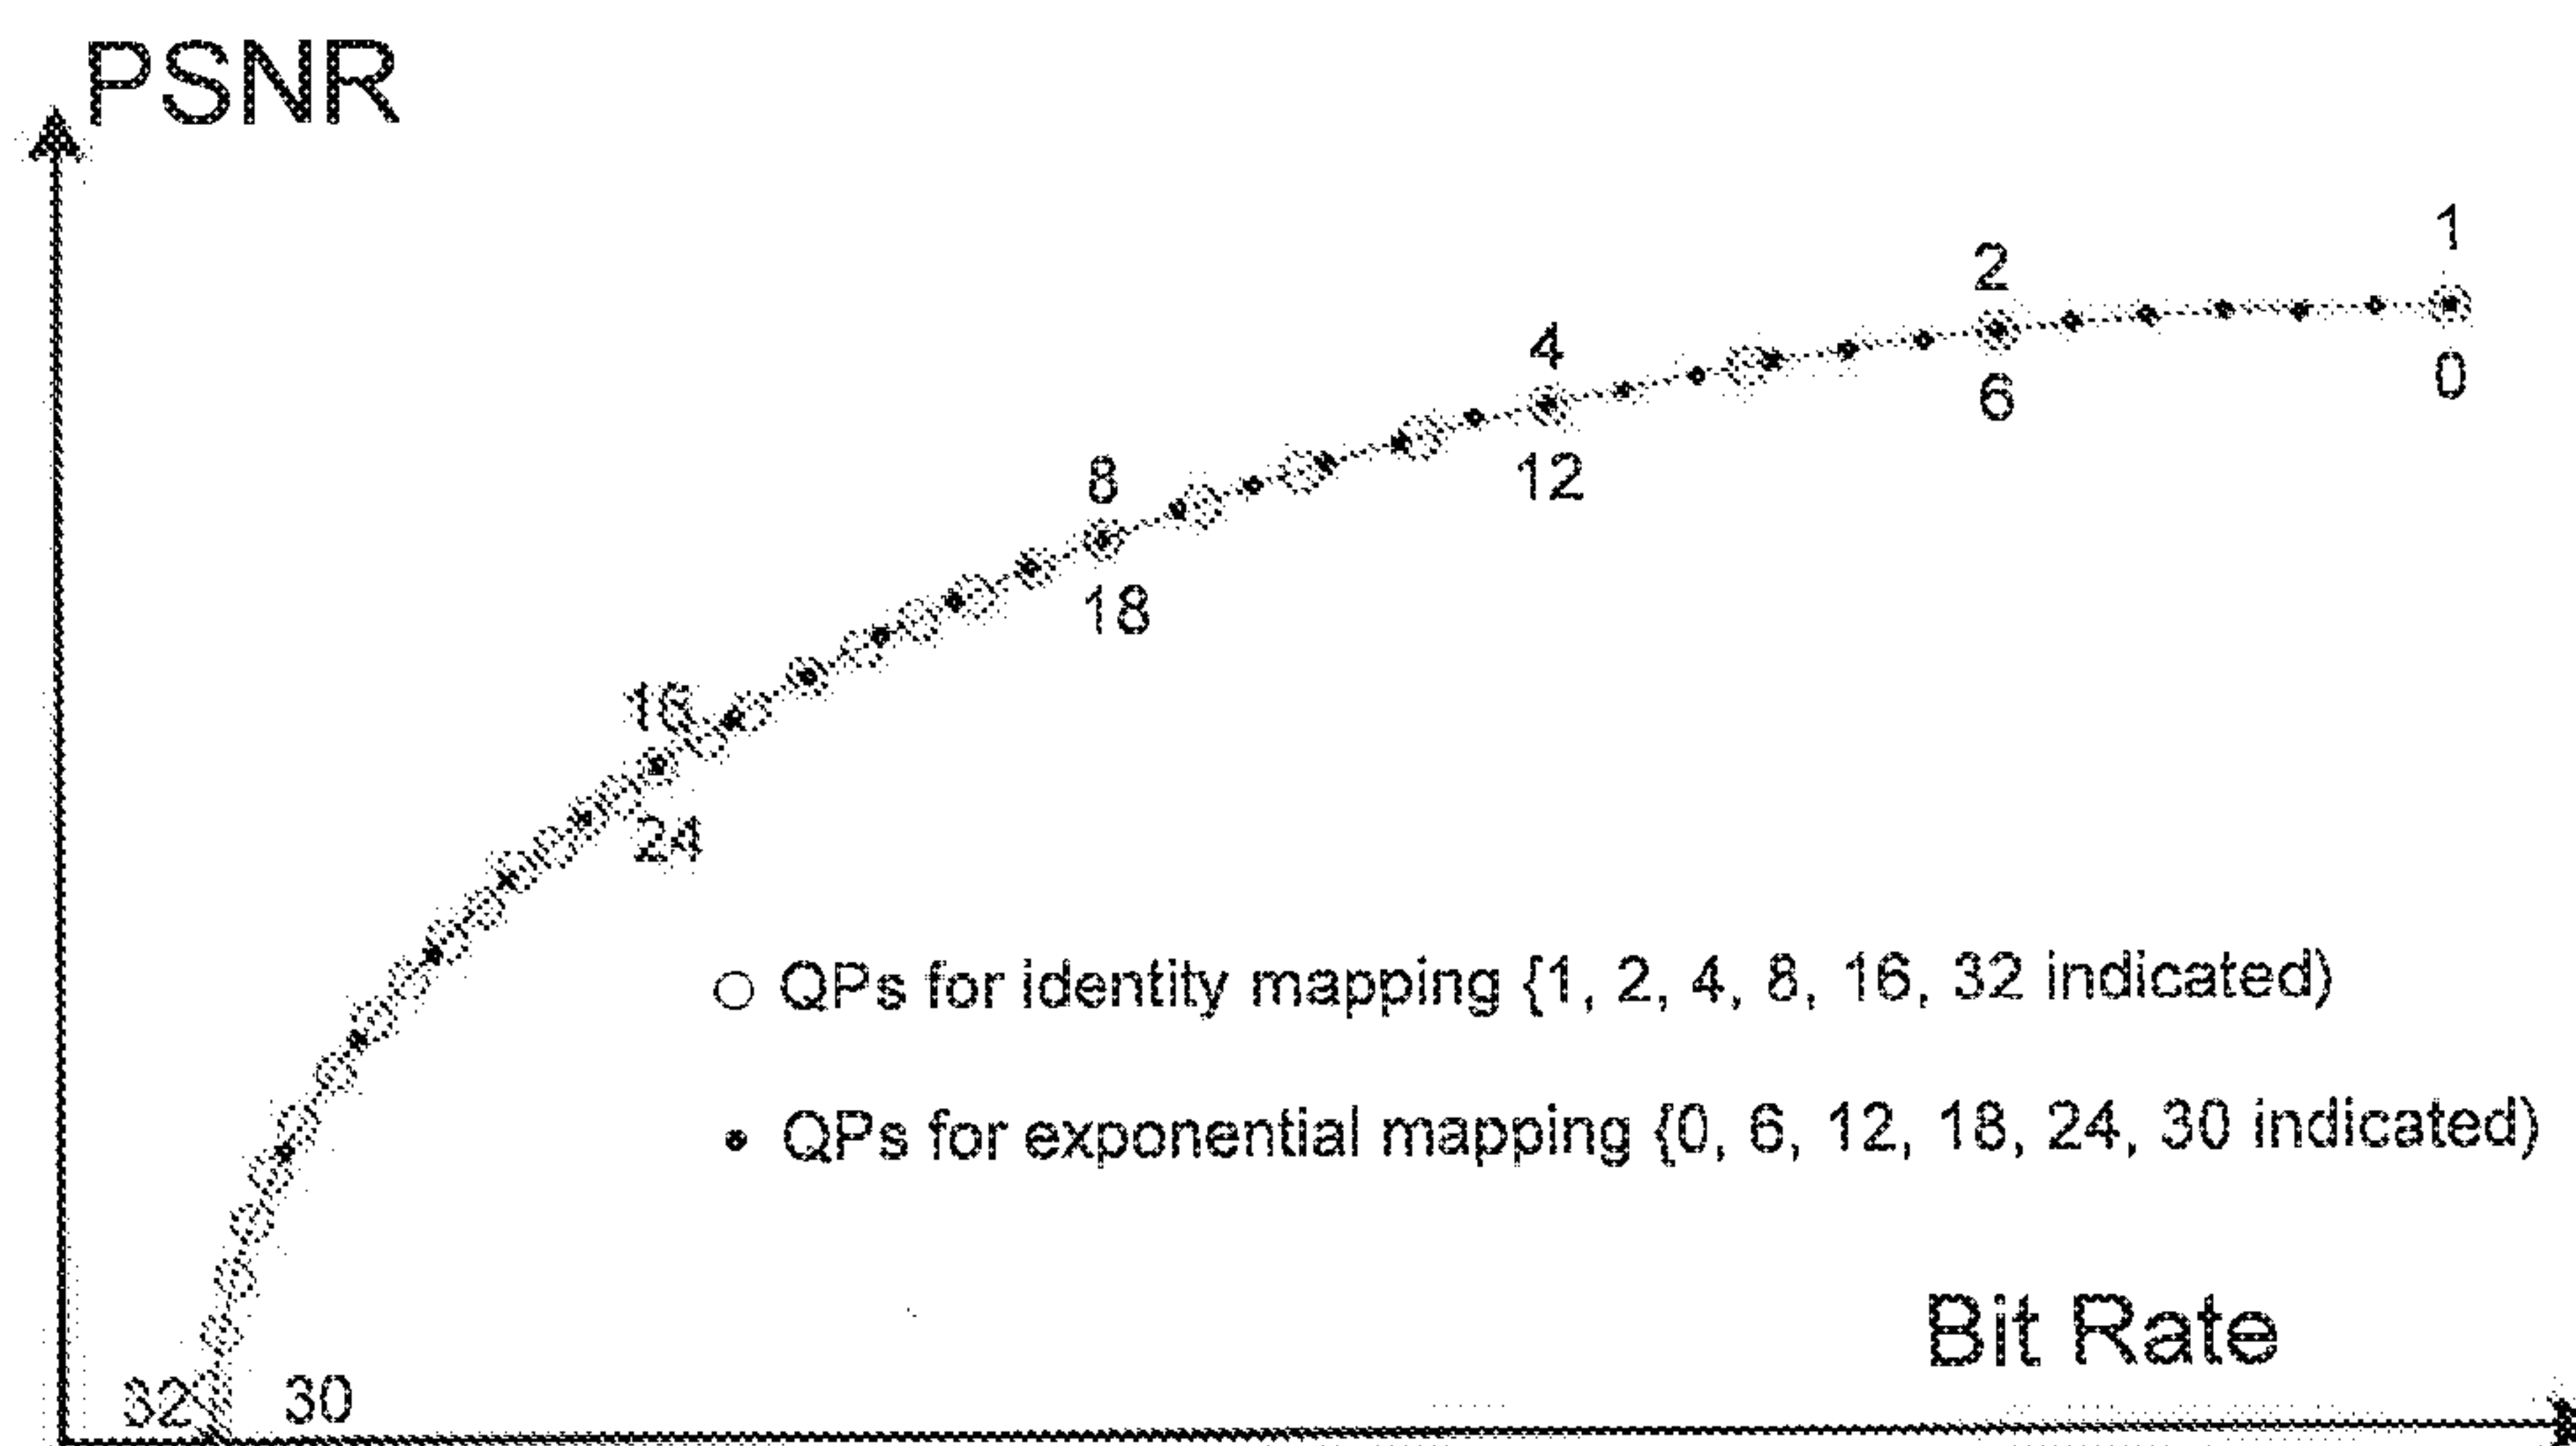 PSNR
1
2
4
0
6
8
12
18
16
24
QPs for identity mapping {1, 2, 4, 8, 16, 32 indicated)
QPs for exponential mapping {0, 6, 12, 18, 24, 30 indicated)
Bit Rate
32 30